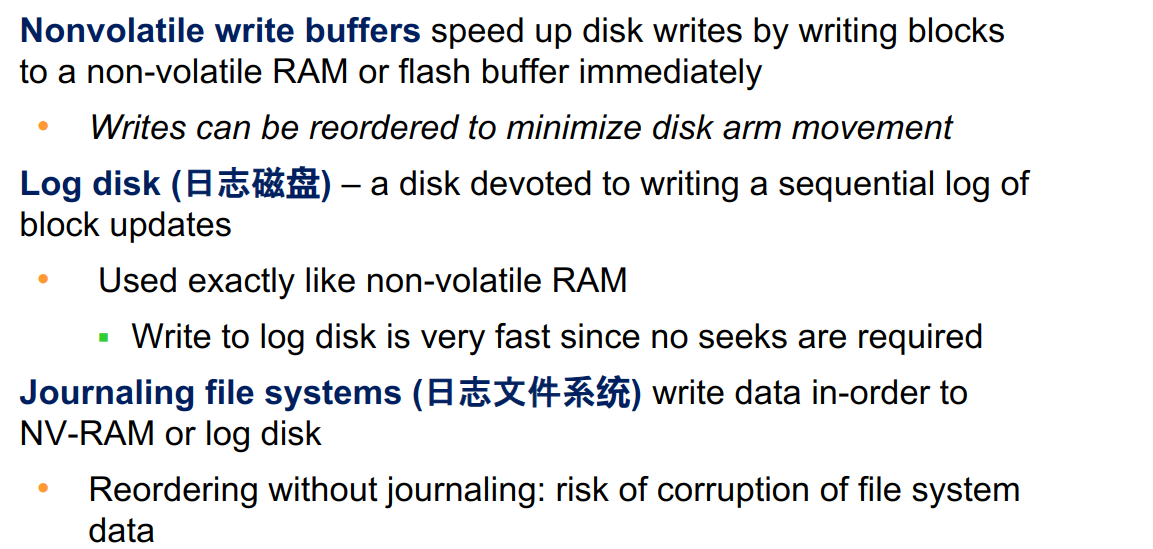 Nonvolatile write buffers speed up disk writes by writing blocks
to a non-volatile RAM or flash buffer immediately
• Writes can be reordered to minimize disk arm movement
Log disk (日志磁盘) – a disk devoted to writing a sequential log of
block updates
• Used exactly like non-volatile RAM
▪ Write to log disk is very fast since no seeks are required
Journaling file systems (日志文件系统) write data in-order to
NV-RAM or log disk
• Reordering without journaling: risk of corruption of file system
data